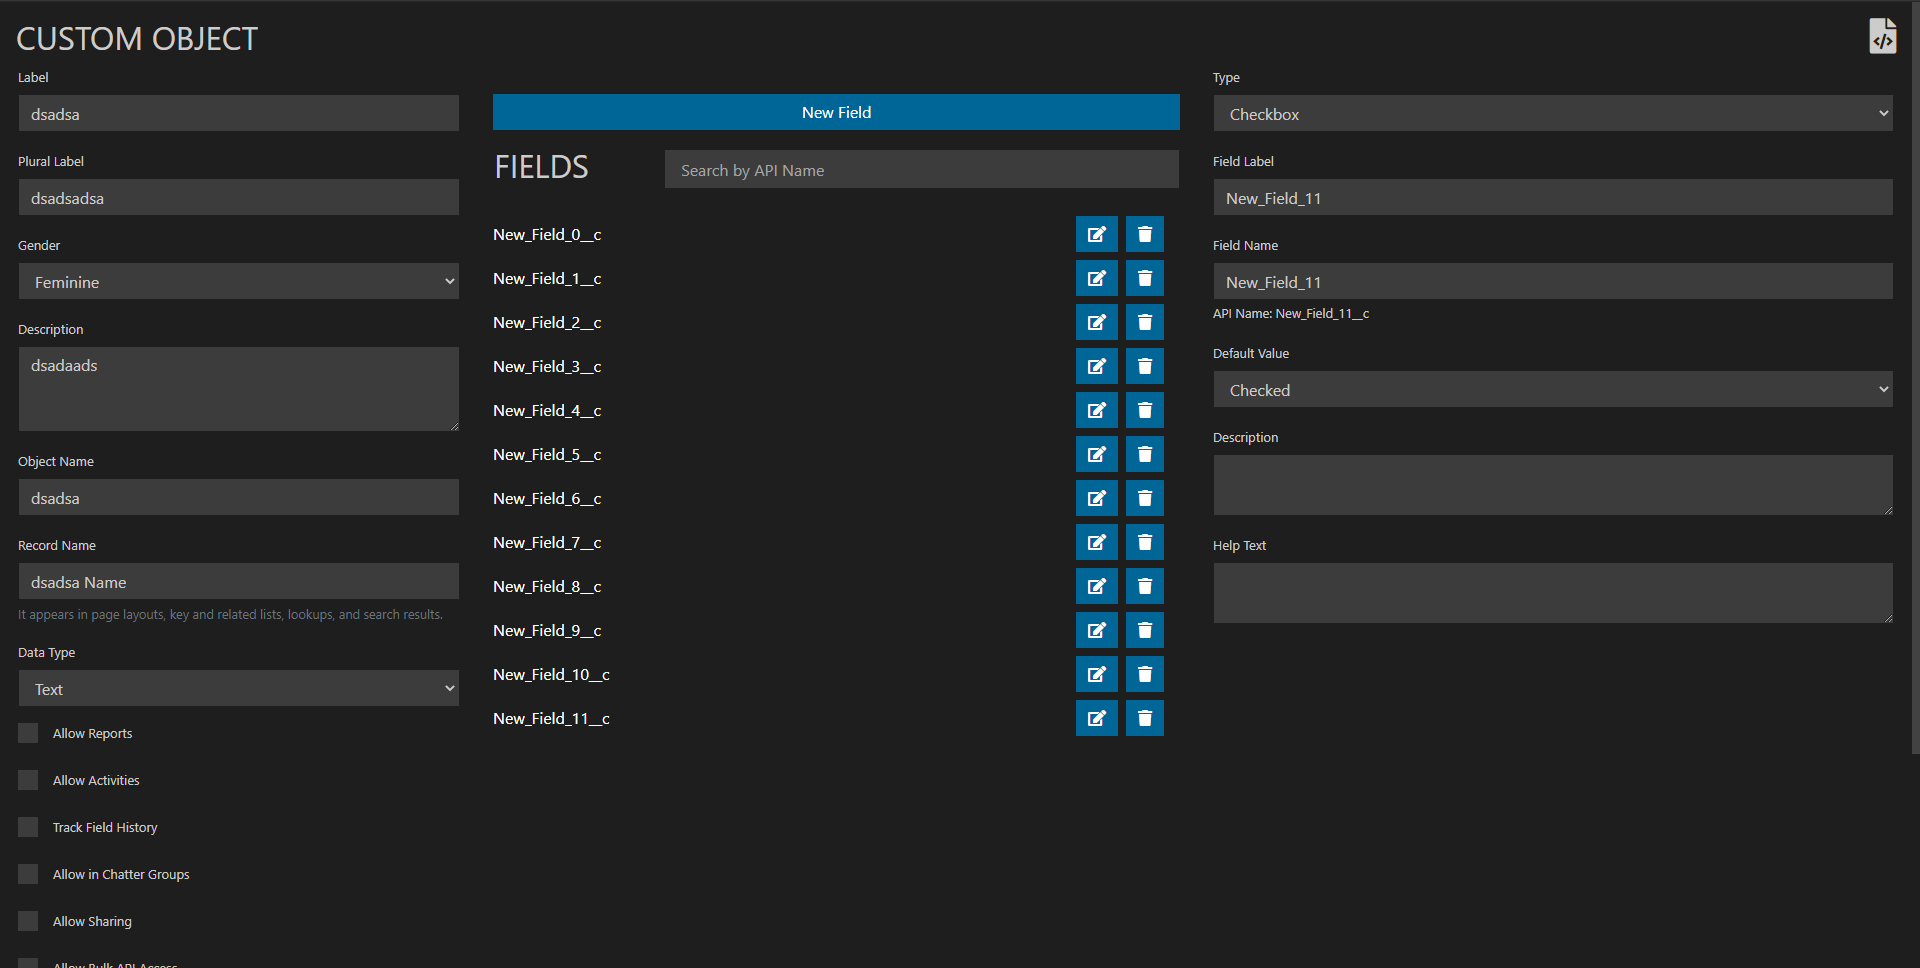 CUSTOM OBJECT
Label
dsadsa
Plural Label
dsadsadsa
Gender
Feminine
Description
dsadaads
Object Name
dsadsa
Record Name
dsadsa Name
It appears in page layouts, key and related lists, lookups, and search results.
Data Type
Text
Allow Reports
Allow Activities
Track Field History
Allow in Chatter Groups
Allow Sharing
Allow Bulk API Access
New Field
FIELDS
Search by API Name
New_Field_0__c
New_Field_1__c
New_Field_2__c
New_Field_3__c
New_Field_4__c
New_Field_5__c
New_Field_6__c
New_Field_7__c
New_Field_8__c
New_Field_9__c
New_Field_10__c
New_Field_11__c
Type
Checkbox
Field Label
New_Field_11
Field Name
New_Field_11
API Name: New_Field_11__c
Default Value
Checked
Description
Help Text